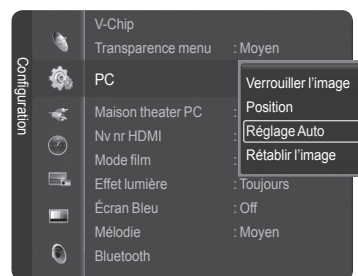 Configuration
V-Chip
Transparence menu : Moyen
PC
Verrouiller l'image
Position
Réglage Auto
Rétablir l'image
Maison theater PC :
Nv nr HDMI :
Mode film :
Effet lumière : Toujours
Écran Bleu : Off
Mélodie : Moyen
Bluetooth